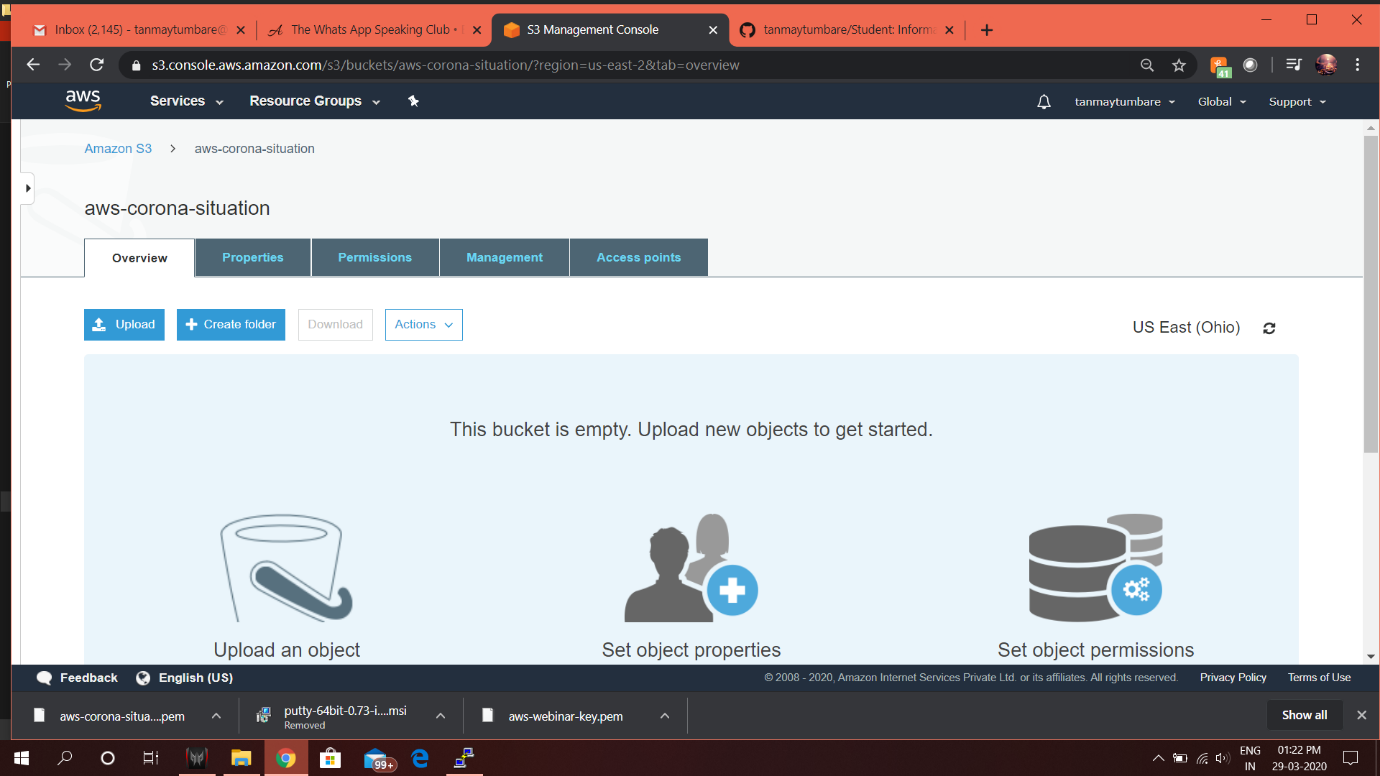 Inbox (2,145) - tanmaytumbare@
The Whats App Speaking Club •
S3 Management Console
tanmaytumbare/Student: Inform
s3.console.aws.amazon.com/s3/buckets/aws-corona-situation/?region=us-east-2&tab=overview
41
aws
Services
Resource Groups
tanmaytumbare
Global
Support
Amazon S3 > aws-corona-situation
aws-corona-situation
Overview
Properties
Permissions
Management
Access points
Upload
Create folder
Download
Actions
US East (Ohio)
This bucket is empty. Upload new objects to get started.
Upload an object
Set object properties
Set object permissions
Feedback
English (US)
© 2008 - 2020, Amazon Internet Services Private Ltd. or its affiliates. All rights reserved.
Privacy Policy
Terms of Use
aws-corona-situa....pem
putty-64bit-0.73-i....msi
Removed
aws-webinar-key.pem
Show all
99+
ENG
IN
01:22 PM
29-03-2020